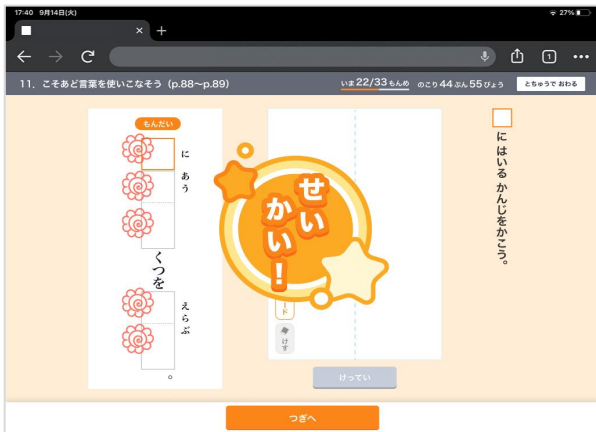 17:40 9月14日(火)
27%
1
11. こそあど言葉を使いこなそう (p.88〜p.89)
いま 22/33 もんめ のこり 44 ぷん 55 びょう
とちゅうで おわる
□に はいる かんじをかこう。
もんだい
に あう
くつを
えらぶ
。
せい
かい!
ード
けす
けってい
つぎへ